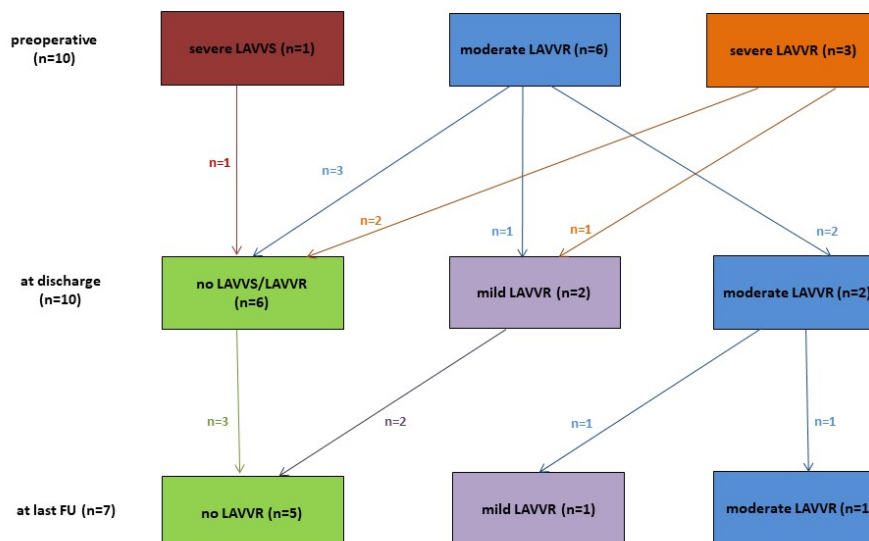 preoperative
(n=10)
severe LAVVS (n=1)
moderate LAVVR (n=6)
severe LAVVR (n=3)
n=1
n=3
n=2
n=1
n=1
n=2
at discharge
(n=10)
no LAVVS/LAVVR
(n=6)
mild LAVVR (n=2)
moderate LAVVR (n=2)
n=3
n=2
n=1
n=1
at last FU (n=7)
no LAVVR (n=5)
mild LAVVR (n=1)
moderate LAVVR (n=1